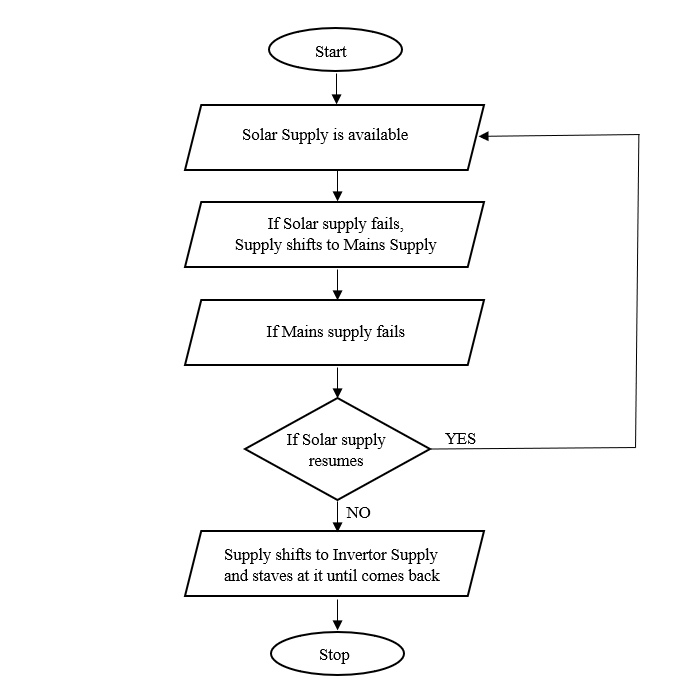 Start
Solar Supply is available
If Solar supply fails,
Supply shifts to Mains Supply
If Mains supply fails
If Solar supply
resumes
YES
NO
Supply shifts to Invertor Supply
and staves at it until comes back
Stop